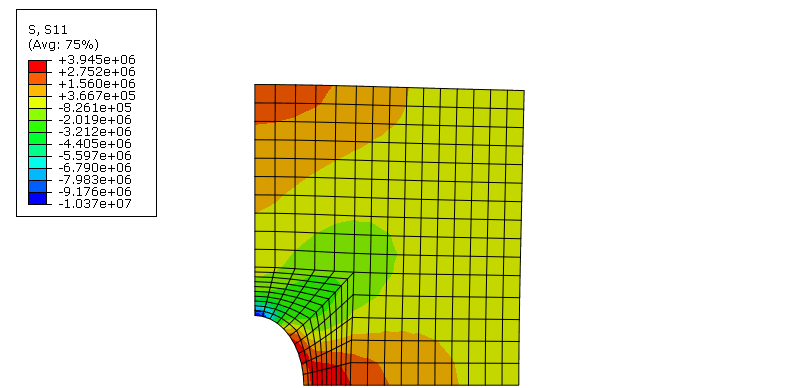 S, S11
(Avg: 75%)
+3.945e+06
+2.752e+06
+1.560e+06
+3.667e+05
-8.261e+05
-2.019e+06
-3.212e+06
-4.405e+06
-5.597e+06
-6.790e+06
-7.983e+06
-9.176e+06
-1.037e+07